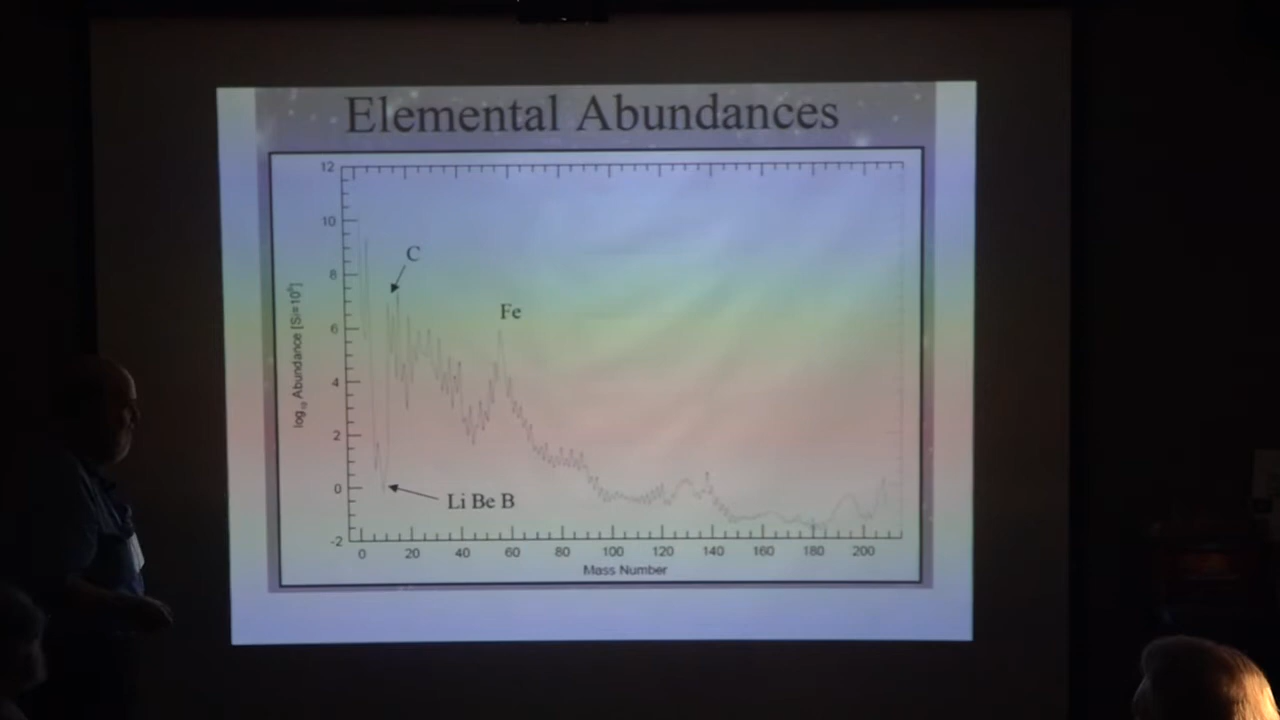 Elemental Abundances
12
10
8
6
4
2
0
-2
log₁₀ Abundance [Si=10⁶]
C
Fe
Li Be B
0 20 40 60 80 100 120 140 160 180 200
Mass Number